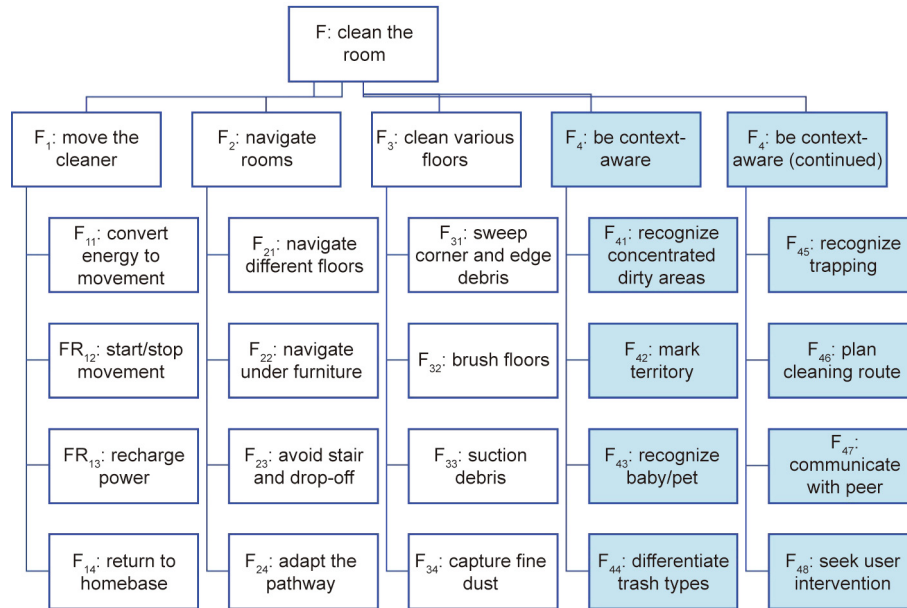 F: clean the
room
F₁: move the
cleaner
F₂: navigate
rooms
F₃: clean various
floors
F₄: be context-
aware
F₄: be context-
aware (continued)
F₁₁: convert
energy to
movement
F₂₁: navigate
different floors
F₃₁: sweep
corner and edge
debris
F₄₁: recognize
concentrated
dirty areas
F₄₅: recognize
trapping
FR₁₂: start/stop
movement
F₂₂: navigate
under furniture
F₃₂: brush floors
F₄₂: mark
territory
F₄₆: plan
cleaning route
FR₁₃: recharge
power
F₂₃: avoid stair
and drop-off
F₃₃: suction
debris
F₄₃: recognize
baby/pet
F₄₇:
communicate
with peer
F₁₄: return to
homebase
F₂₄: adapt the
pathway
F₃₄: capture fine
dust
F₄₄: differentiate
trash types
F₄₈: seek user
intervention